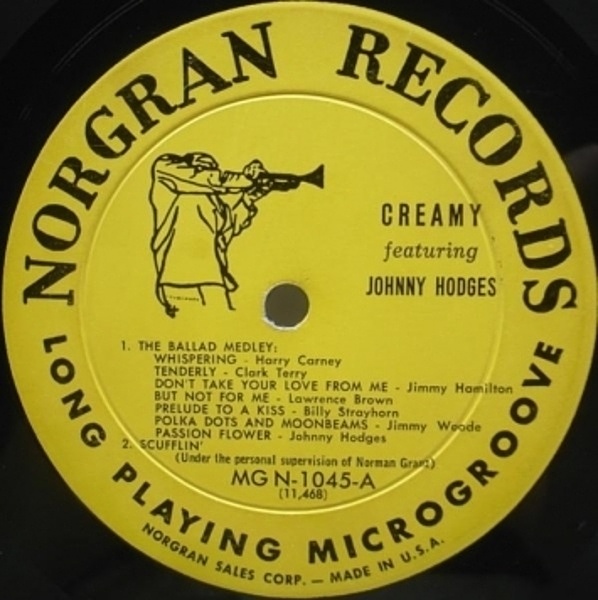 NORGRAN RECORDS
CREAMY
featuring
JOHNNY HODGES
1. THE BALLAD MEDLEY:
WHISPERING - Harry Carney
TENDERLY - Clark Terry
DON'T TAKE YOUR LOVE FROM ME - Jimmy Hamilton
BUT NOT FOR ME - Lawrence Brown
PRELUDE TO A KISS - Billy Strayhorn
POLKA DOTS AND MOONBEAMS - Jimmy Woode
PASSION FLOWER - Johnny Hodges
2. SCUFFLIN'
(Under the personal supervision of Norman Granz)
MG N-1045-A
(11,468)
LONG PLAYING MICROGROOVE
NORGRAN SALES CORP. — MADE IN U.S.A.